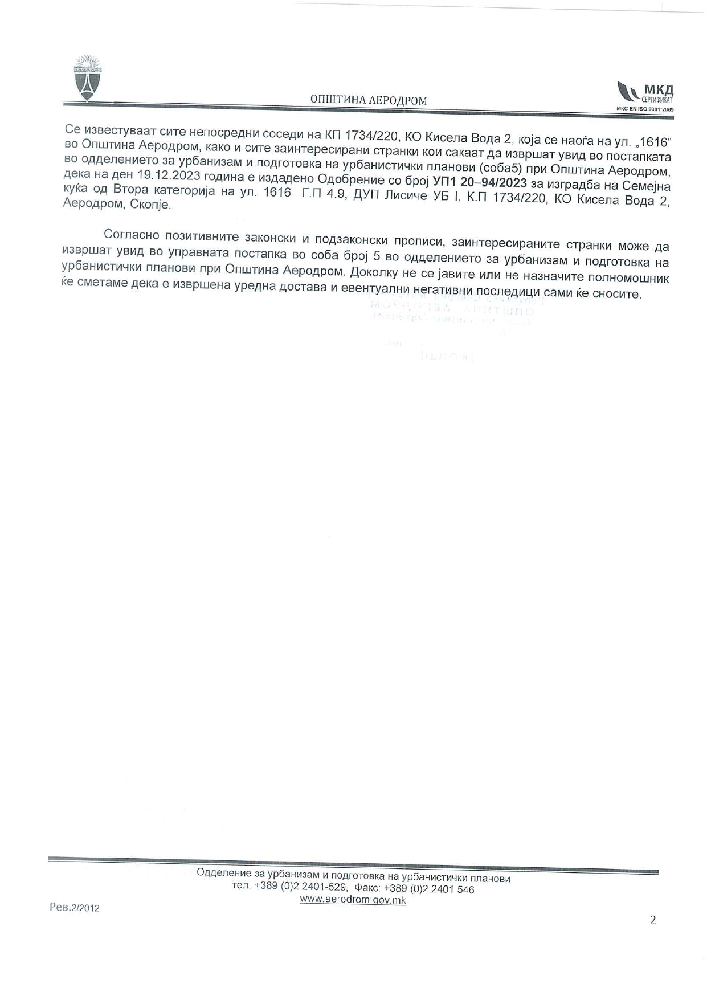 ОПШТИНА АЕРОДРОМ
МКД
СЕРТИФИКАТ
МКС EN ISO 9001:2009
Се известуваат сите непосредни соседи на КП 1734/220, КО Кисела Вода 2, која се наоѓа на ул. „1616“
во Општина Аеродром, како и сите заинтересирани странки кои сакаат да извршат увид во постапката
во одделението за урбанизам и подготовка на урбанистички планови (соба5) при Општина Аеродром,
дека на ден 19.12.2023 година е издадено Одобрение со број УП1 20–94/2023 за изградба на Семејна
куќа од Втора категорија на ул. 1616 Г.П 4.9, ДУП Лисиче УБ I, К.П 1734/220, КО Кисела Вода 2,
Аеродром, Скопје.
Согласно позитивните законски и подзаконски прописи, заинтересираните странки може да
извршат увид во управната постапка во соба број 5 во одделението за урбанизам и подготовка на
урбанистички планови при Општина Аеродром. Доколку не се јавите или не назначите полномошник
ќе сметаме дека е извршена уредна достава и евентуални негативни последици сами ќе сносите.
Одделение за урбанизам и подготовка на урбанистички планови
тел. +389 (0)2 2401-529, Факс: +389 (0)2 2401 546
www.aerodrom.gov.mk
Рев.2/2012
2